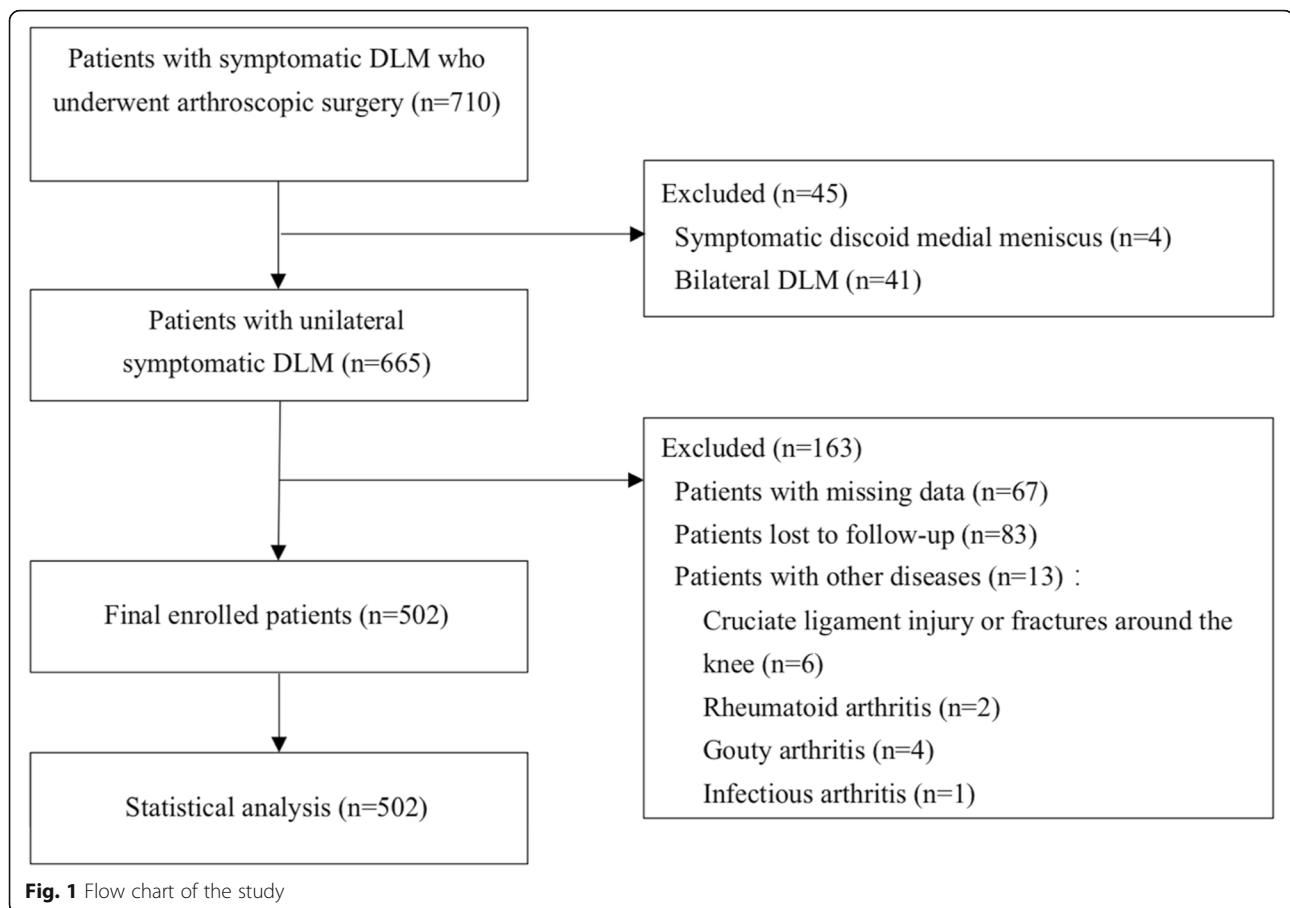 Patients with symptomatic DLM who
underwent arthroscopic surgery (n=710)
Excluded (n=45)
Symptomatic discoid medial meniscus (n=4)
Bilateral DLM (n=41)
Patients with unilateral
symptomatic DLM (n=665)
Excluded (n=163)
Patients with missing data (n=67)
Patients lost to follow-up (n=83)
Patients with other diseases (n=13)：
Cruciate ligament injury or fractures around the
knee (n=6)
Rheumatoid arthritis (n=2)
Gouty arthritis (n=4)
Infectious arthritis (n=1)
Final enrolled patients (n=502)
Statistical analysis (n=502)
Fig. 1 Flow chart of the study